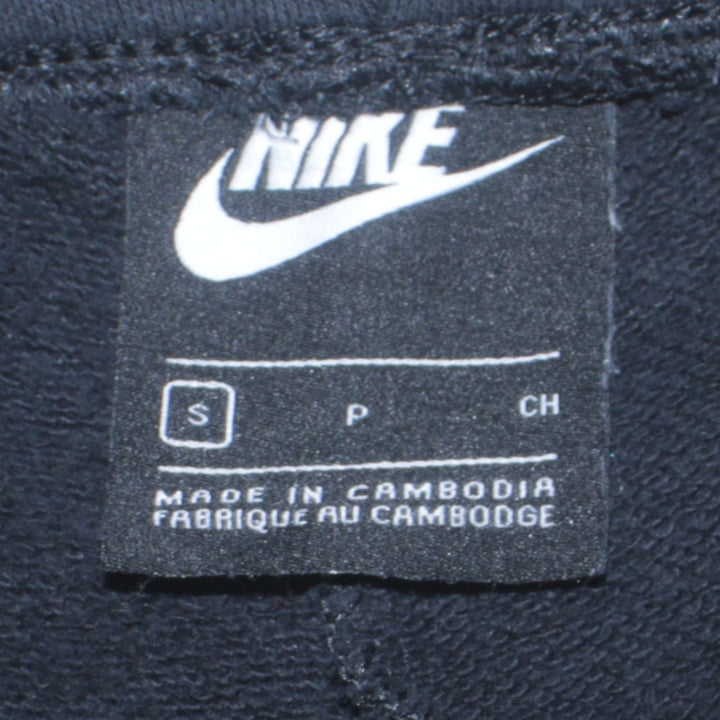 NIKE
S P CH
MADE IN CAMBODIA
FABRIQUE AU CAMBODGE